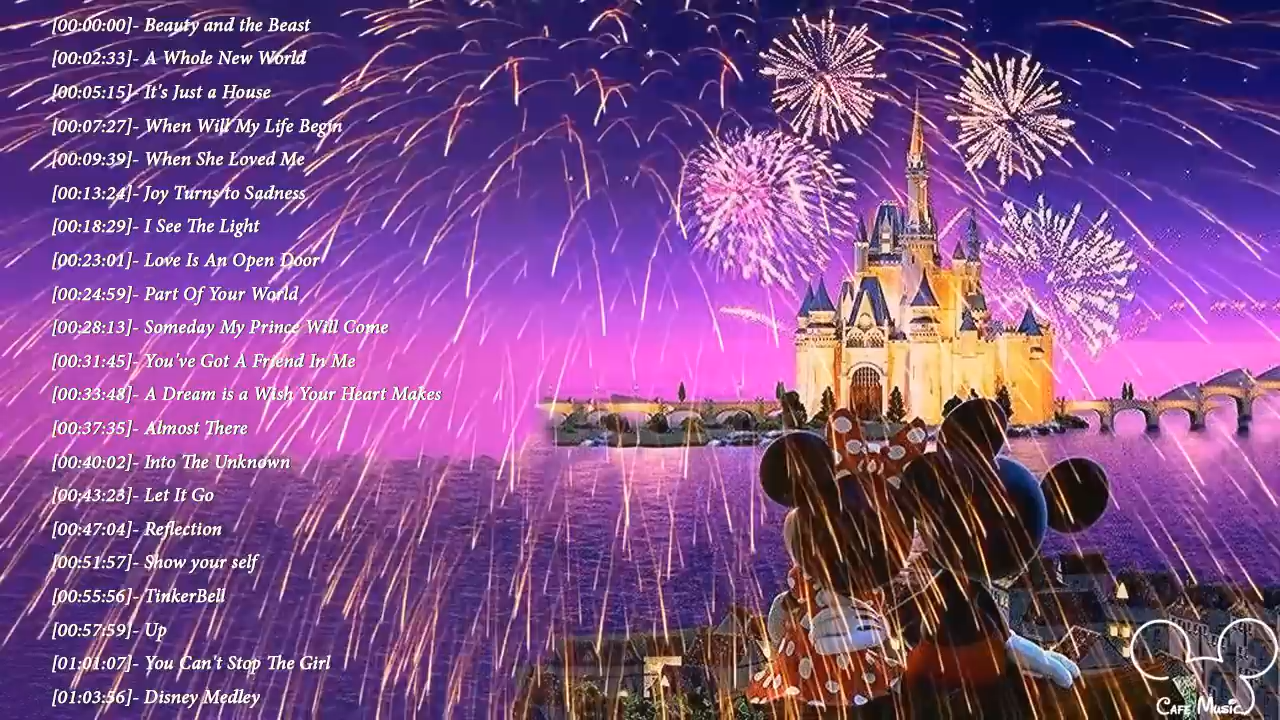 [00:00:00]- Beauty and the Beast
[00:02:33]- A Whole New World
[00:05:15]- It's Just a House
[00:07:27]- When Will My Life Begin
[00:09:39]- When She Loved Me
[00:13:24]- Joy Turns to Sadness
[00:18:29]- I See The Light
[00:23:01]- Love Is An Open Door
[00:24:59]- Part Of Your World
[00:28:13]- Someday My Prince Will Come
[00:31:45]- You've Got A Friend In Me
[00:33:48]- A Dream is a Wish Your Heart Makes
[00:37:35]- Almost There
[00:40:02]- Into The Unknown
[00:43:23]- Let It Go
[00:47:04]- Reflection
[00:51:57]- Show your self
[00:55:56]- TinkerBell
[00:57:59]- Up
[01:01:07]- You Can't Stop The Girl
[01:03:56]- Disney Medley
Cafe Music